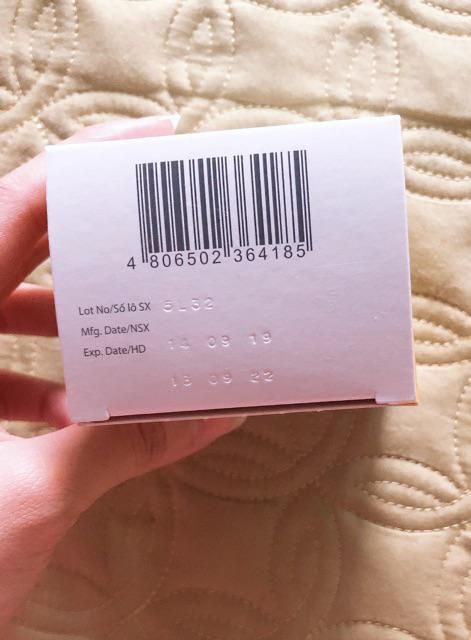 4 806502 364185
Lot No/Số lô SX 5L52
Mfg. Date/NSX 14 09 19
Exp. Date/HD 13 09 22